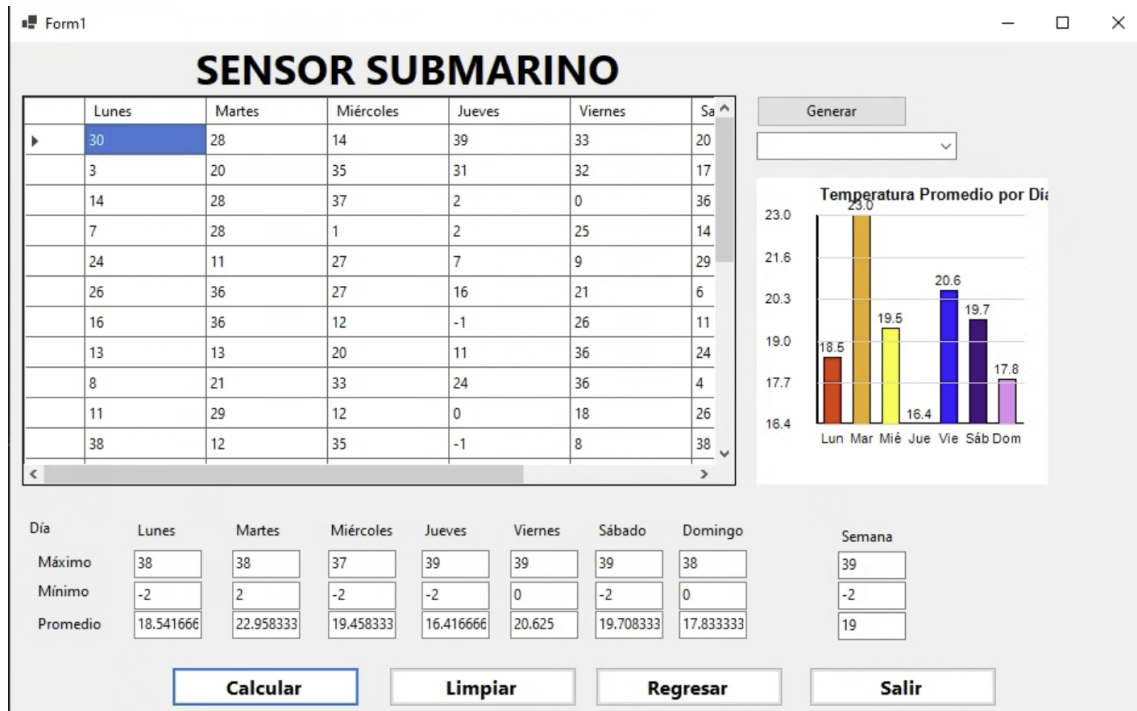 Form1
SENSOR SUBMARINO
Lunes Martes Miércoles Jueves Viernes Sa
30 28 14 39 33 20
3 20 35 31 32 17
14 28 37 2 0 36
7 28 1 2 25 14
24 11 27 7 9 29
26 36 27 16 21 6
16 36 12 -1 26 11
13 13 20 11 36 24
8 21 33 24 36 4
11 29 12 0 18 26
38 12 35 -1 8 38
Generar
Temperatura Promedio por Día
23.0
21.6
20.3
19.0
17.7
16.4
18.5 23.0 19.5 16.4 20.6 19.7 17.8
Lun Mar Mié Jue Vie Sáb Dom
Día Lunes Martes Miércoles Jueves Viernes Sábado Domingo Semana
Máximo 38 38 37 39 39 39 38 39
Mínimo -2 2 -2 -2 0 -2 0 -2
Promedio 18.541666 22.958333 19.458333 16.416666 20.625 19.708333 17.833333 19
Calcular Limpiar Regresar Salir